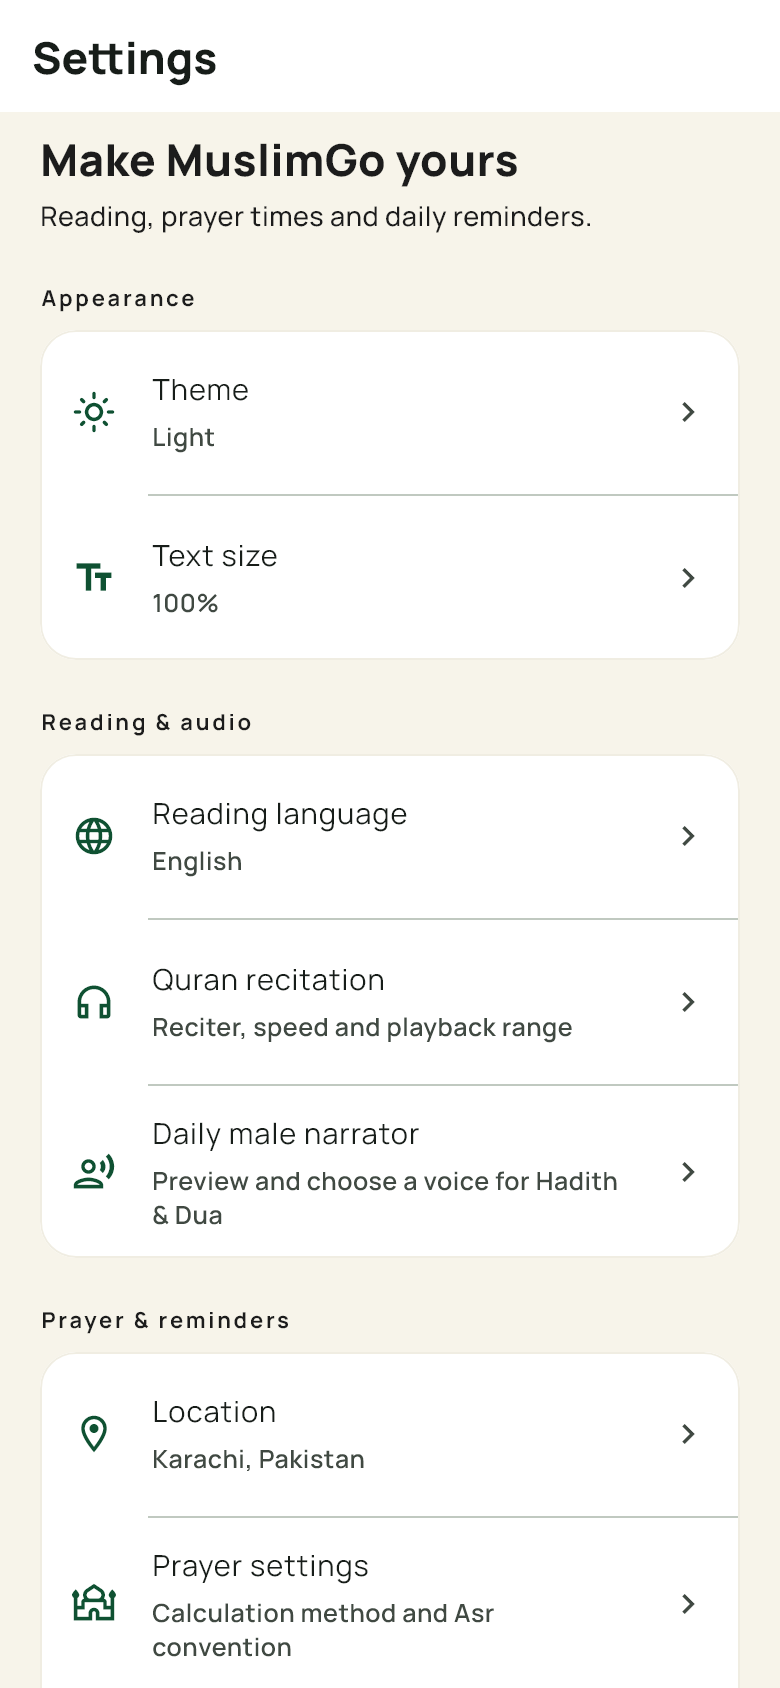 Settings
Make MuslimGo yours
Reading, prayer times and daily reminders.
Appearance
Theme
Light
Text size
100%
Reading & audio
Reading language
English
Quran recitation
Reciter, speed and playback range
Daily male narrator
Preview and choose a voice for Hadith
& Dua
Prayer & reminders
Location
Karachi, Pakistan
Prayer settings
Calculation method and Asr
convention